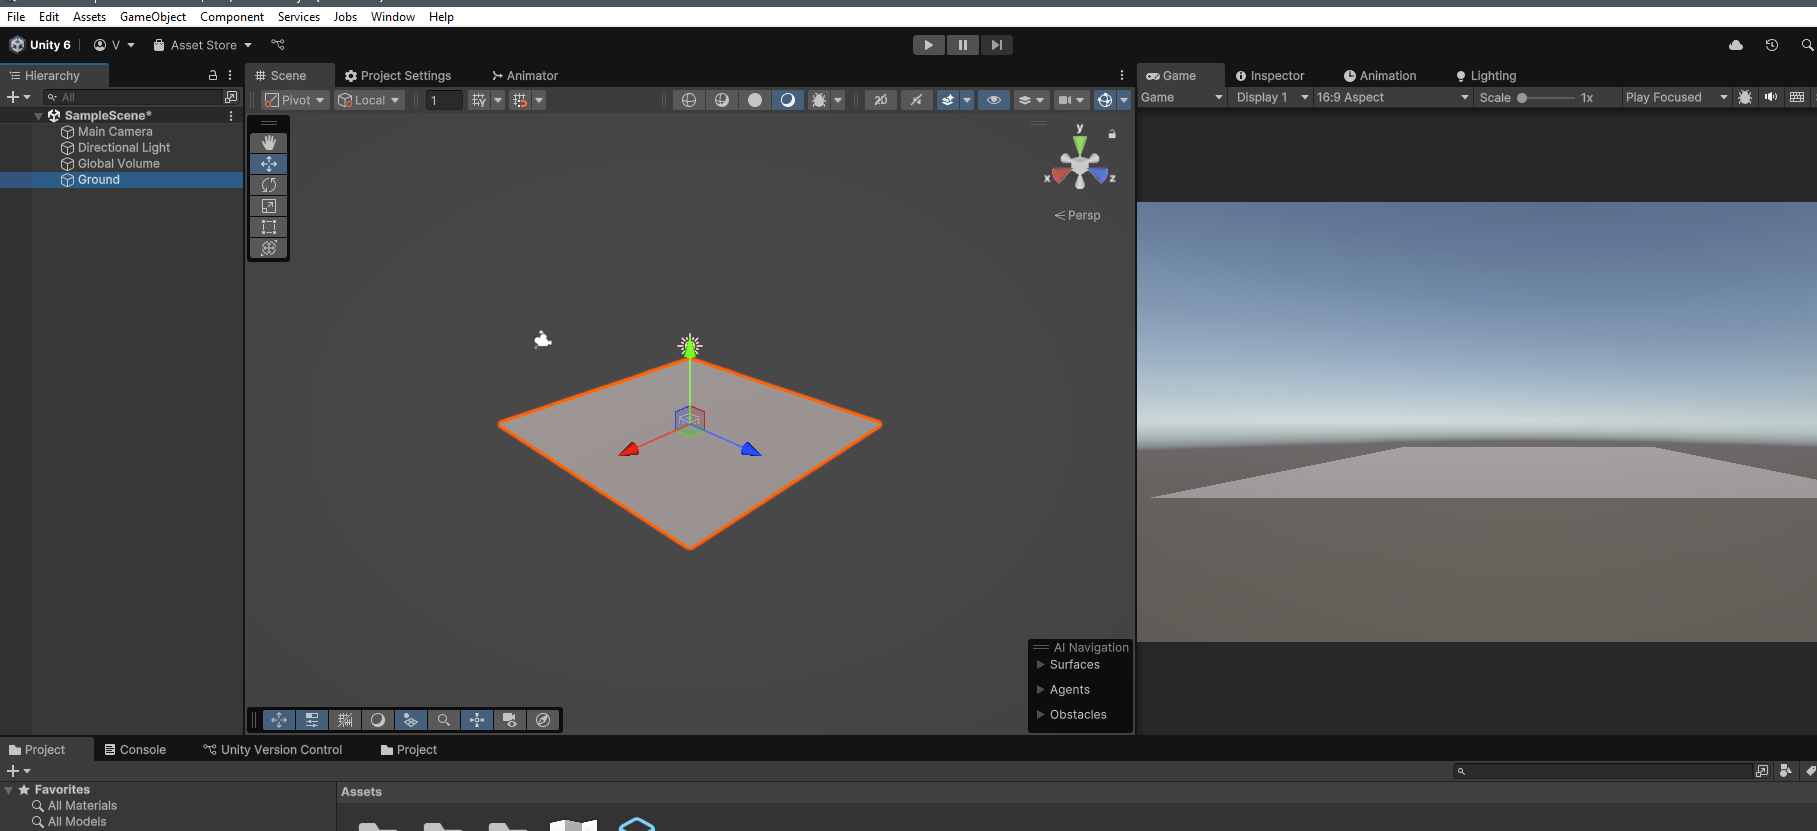 File Edit Assets GameObject Component Services Jobs Window Help
Unity 6 V Asset Store
Hierarchy
All
SampleScene*
Main Camera
Directional Light
Global Volume
Ground
Scene Project Settings Animator
Pivot Local 1 2D
y
x z
Persp
AI Navigation
Surfaces
Agents
Obstacles
Game Inspector Animation Lighting
Game Display 1 16:9 Aspect Scale 1x Play Focused
Project Console Unity Version Control Project
Favorites
All Materials
All Models
Assets